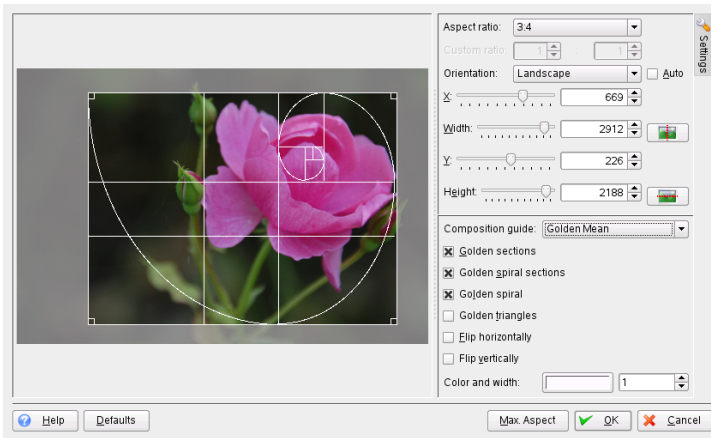 Aspect ratio: 3:4
Custom ratio: 1 : 1
Orientation: Landscape Auto
X: 669
Width: 2912
Y: 226
Height: 2188
Composition guide: Golden Mean
Golden sections
Golden spiral sections
Golden spiral
Golden triangles
Flip horizontally
Flip vertically
Color and width: 1
Settings
Help Defaults Max. Aspect OK Cancel